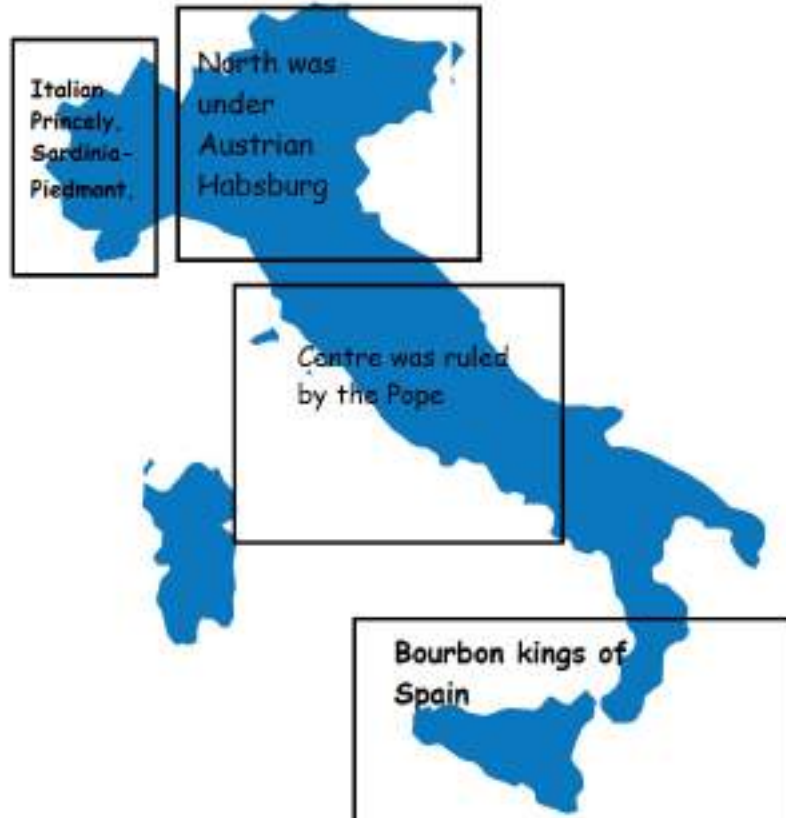 Italian
Princely,
Sardinia-
Piedmont,
North was
under
Austrian
Habsburg
Centre was ruled
by the Pope
Bourbon kings of
Spain